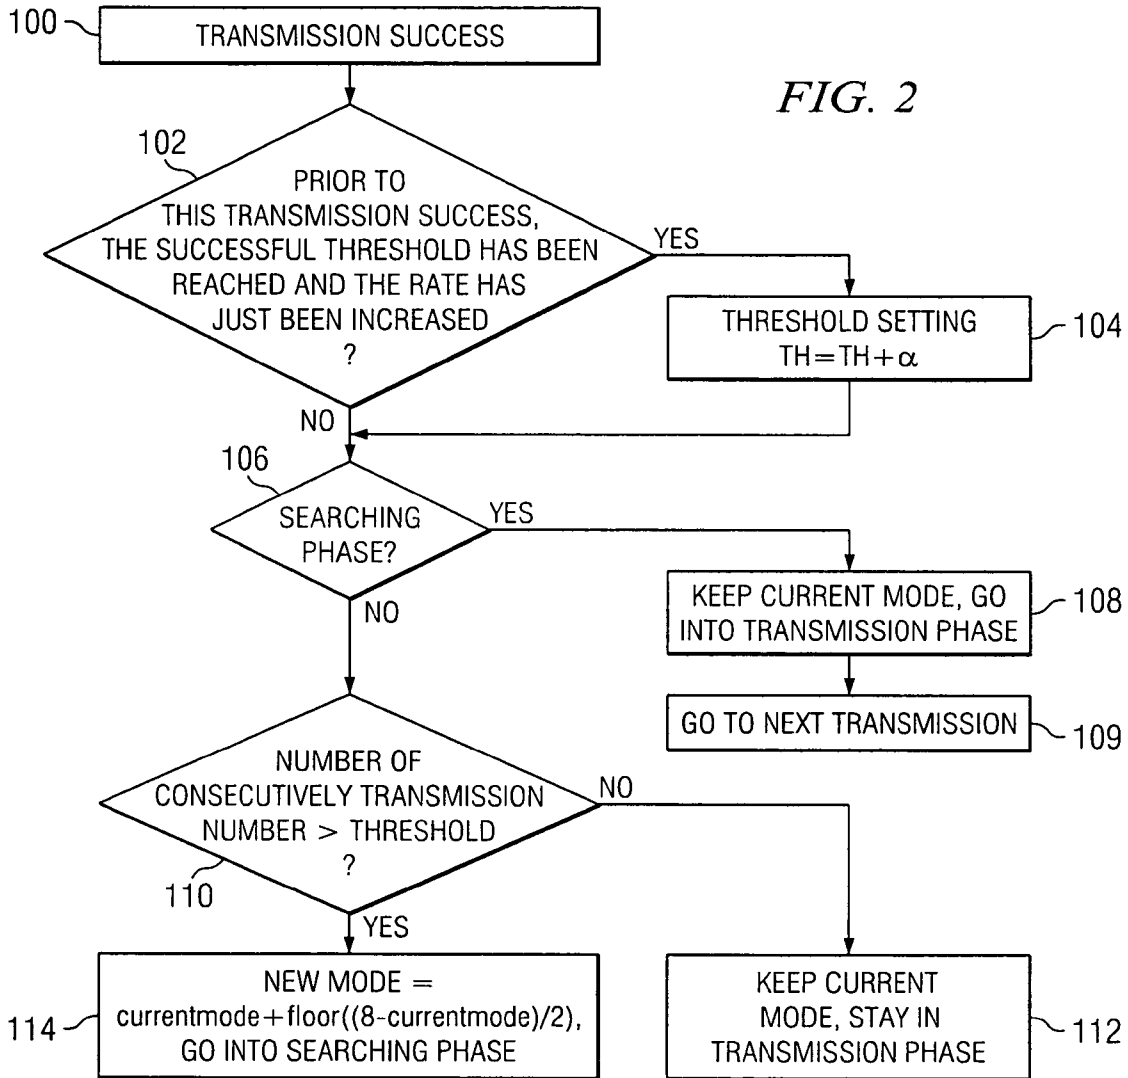 100
TRANSMISSION SUCCESS
FIG. 2
102
PRIOR TO
THIS TRANSMISSION SUCCESS,
THE SUCCESSFUL THRESHOLD HAS BEEN
REACHED AND THE RATE HAS
JUST BEEN INCREASED
?
YES
THRESHOLD SETTING
TH=TH+α
104
NO
106
SEARCHING
PHASE?
YES
KEEP CURRENT MODE, GO
INTO TRANSMISSION PHASE
108
NO
GO TO NEXT TRANSMISSION
109
NUMBER OF
CONSECUTIVELY TRANSMISSION
NUMBER > THRESHOLD
?
NO
110
YES
NEW MODE =
currentmode+floor((8-currentmode)/2),
GO INTO SEARCHING PHASE
114
KEEP CURRENT
MODE, STAY IN
TRANSMISSION PHASE
112